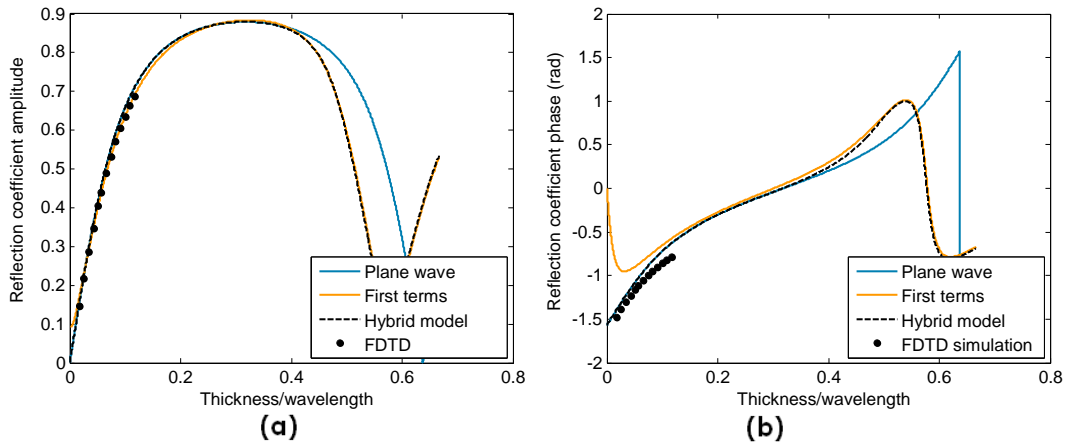 0.9
0.8
0.7
0.6
0.5
0.4
0.3
0.2
0.1
0
Reflection coefficient amplitude
0 0.2 0.4 0.6 0.8
Thickness/wavelength
Plane wave
First terms
Hybrid model
FDTD
(a)
2
1.5
1
0.5
0
-0.5
-1
-1.5
-2
Reflection coefficient phase (rad)
0 0.2 0.4 0.6 0.8
Thickness/wavelength
Plane wave
First terms
Hybrid model
FDTD simulation
(b)